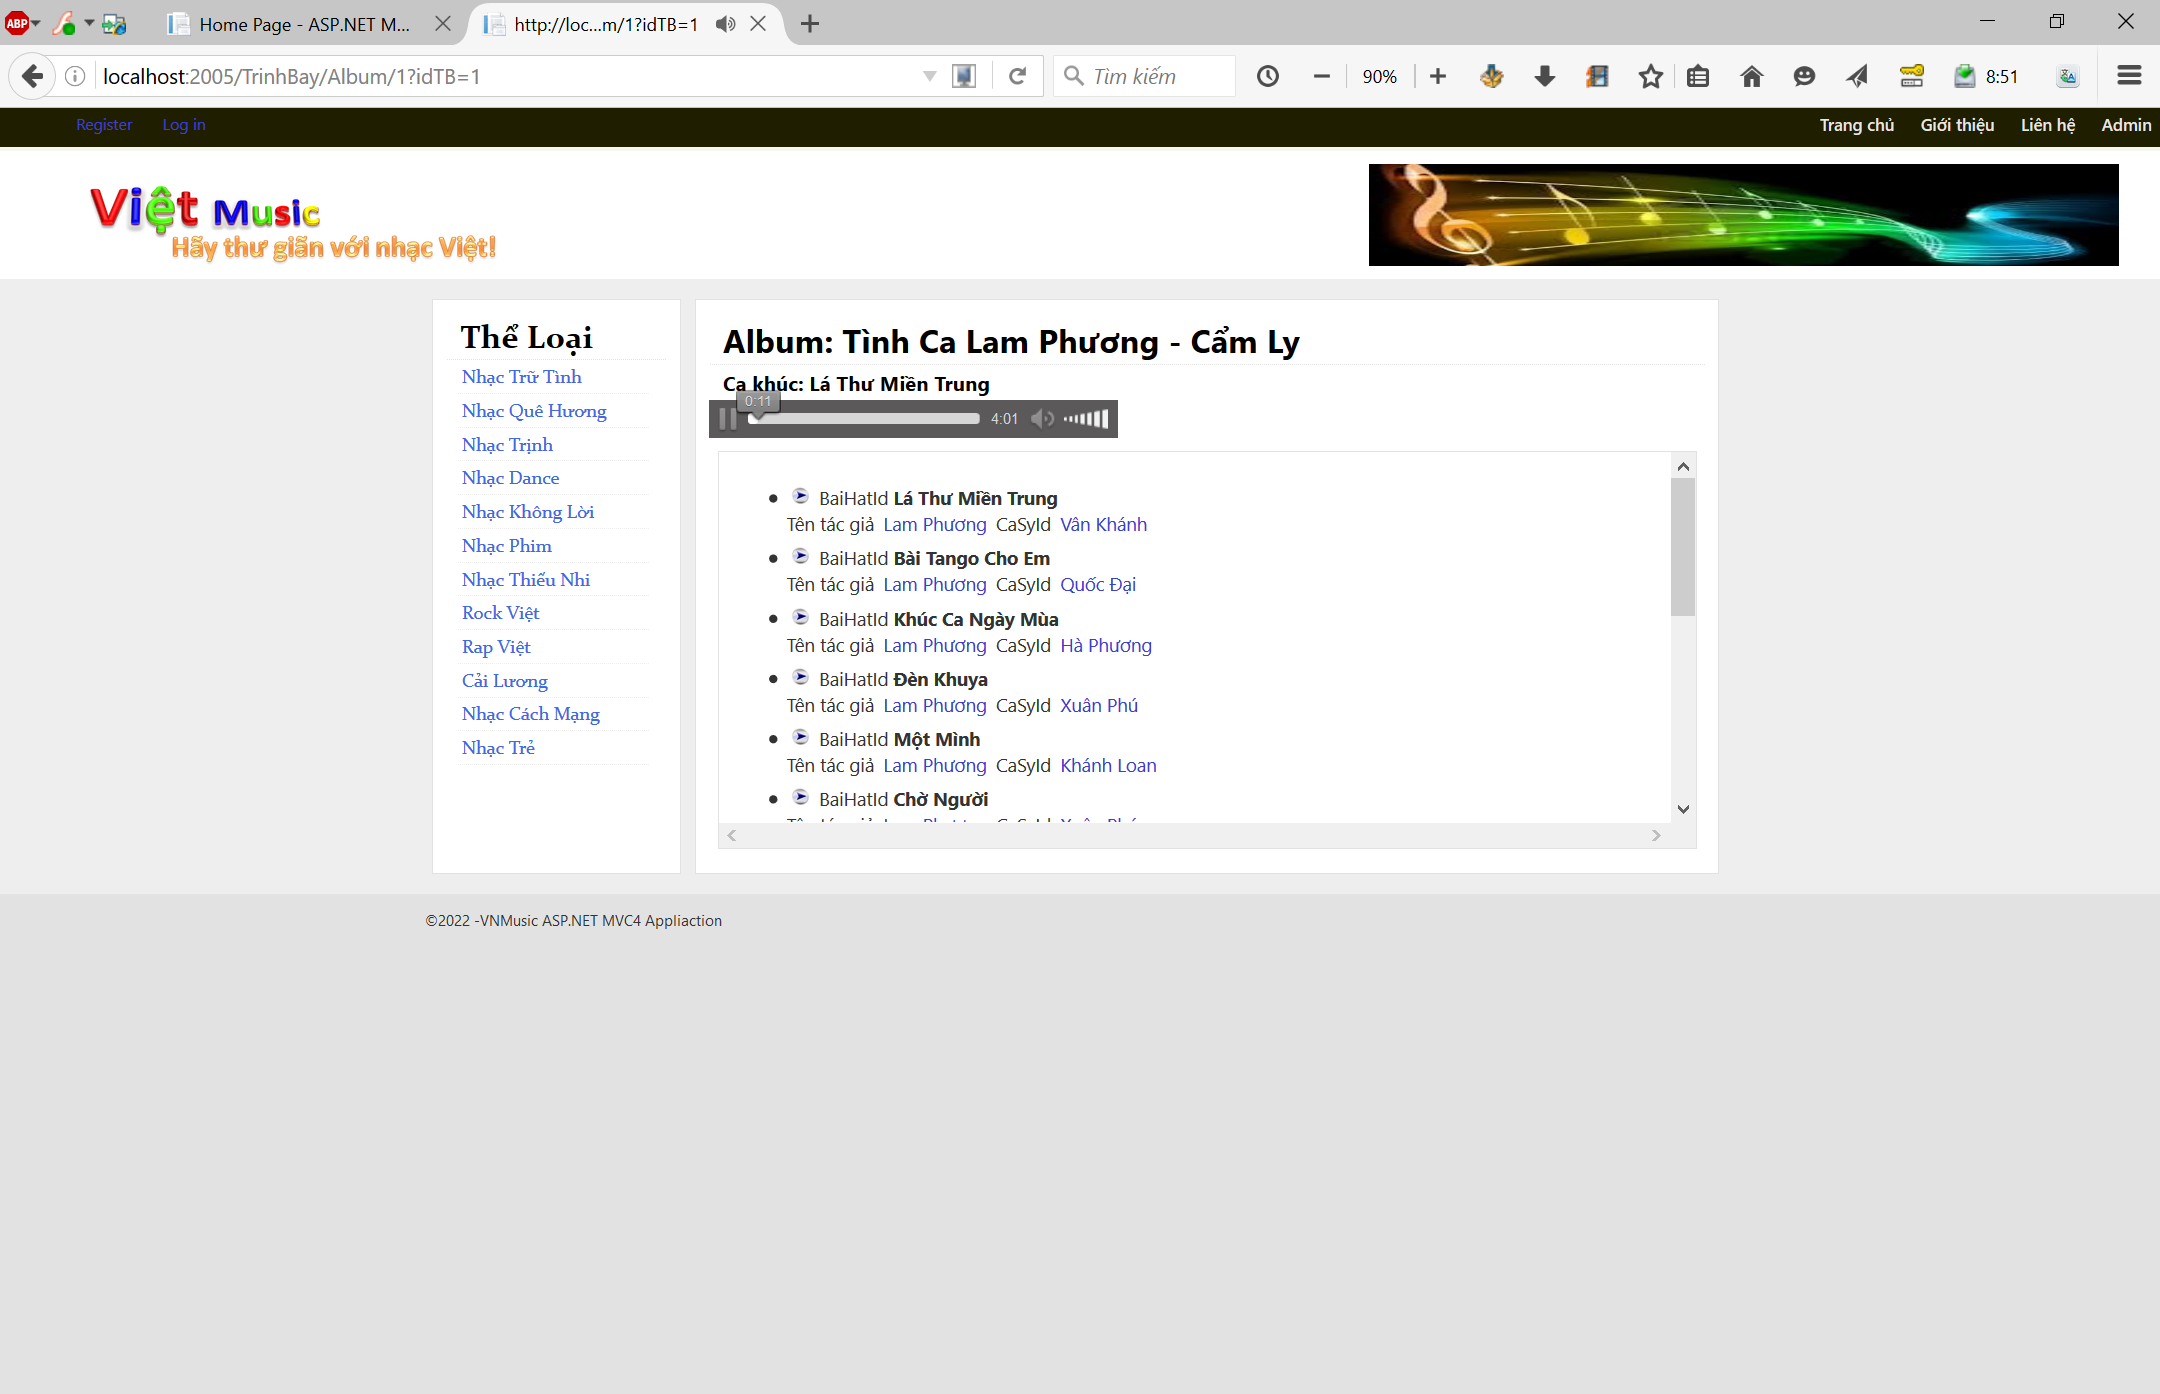 ABP
Home Page - ASP.NET M...
http://loc...m/1?idTB=1
localhost:2005/TrinhBay/Album/1?idTB=1
Tìm kiếm
90%
8:51
Register Log in
Trang chủ Giới thiệu Liên hệ Admin
Việt Music
Hãy thư giãn với nhạc Việt!
Thể Loại
Nhạc Trữ Tình
Nhạc Quê Hương
Nhạc Trịnh
Nhạc Dance
Nhạc Không Lời
Nhạc Phim
Nhạc Thiếu Nhi
Rock Việt
Rap Việt
Cải Lương
Nhạc Cách Mạng
Nhạc Trẻ
Album: Tình Ca Lam Phương - Cẩm Ly
Ca khúc: Lá Thư Miền Trung
0:11
4:01
BaiHatId Lá Thư Miền Trung
Tên tác giả Lam Phương CaSyId Vân Khánh
BaiHatId Bài Tango Cho Em
Tên tác giả Lam Phương CaSyId Quốc Đại
BaiHatId Khúc Ca Ngày Mùa
Tên tác giả Lam Phương CaSyId Hà Phương
BaiHatId Đèn Khuya
Tên tác giả Lam Phương CaSyId Xuân Phú
BaiHatId Một Mình
Tên tác giả Lam Phương CaSyId Khánh Loan
BaiHatId Chờ Người
Tên tác giả Lam Phương CaSyId Xuân Phú
©2022 -VNMusic ASP.NET MVC4 Appliaction